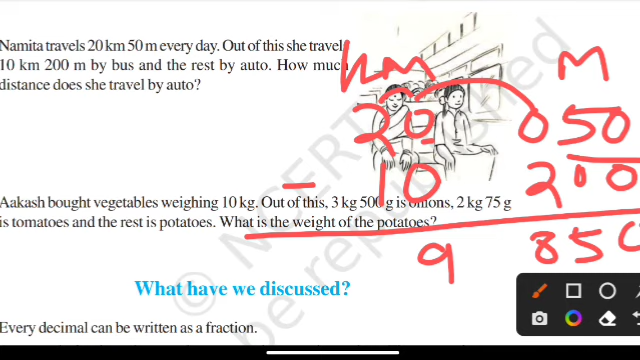 Namita travels 20 km 50 m every day. Out of this she travels
10 km 200 m by bus and the rest by auto. How much
distance does she travel by auto?
KM M
20 050
- 10 200
9 850
Aakash bought vegetables weighing 10 kg. Out of this, 3 kg 500 g is onions, 2 kg 75 g
is tomatoes and the rest is potatoes. What is the weight of the potatoes?
What have we discussed?
Every decimal can be written as a fraction.
© NCERT
be republished